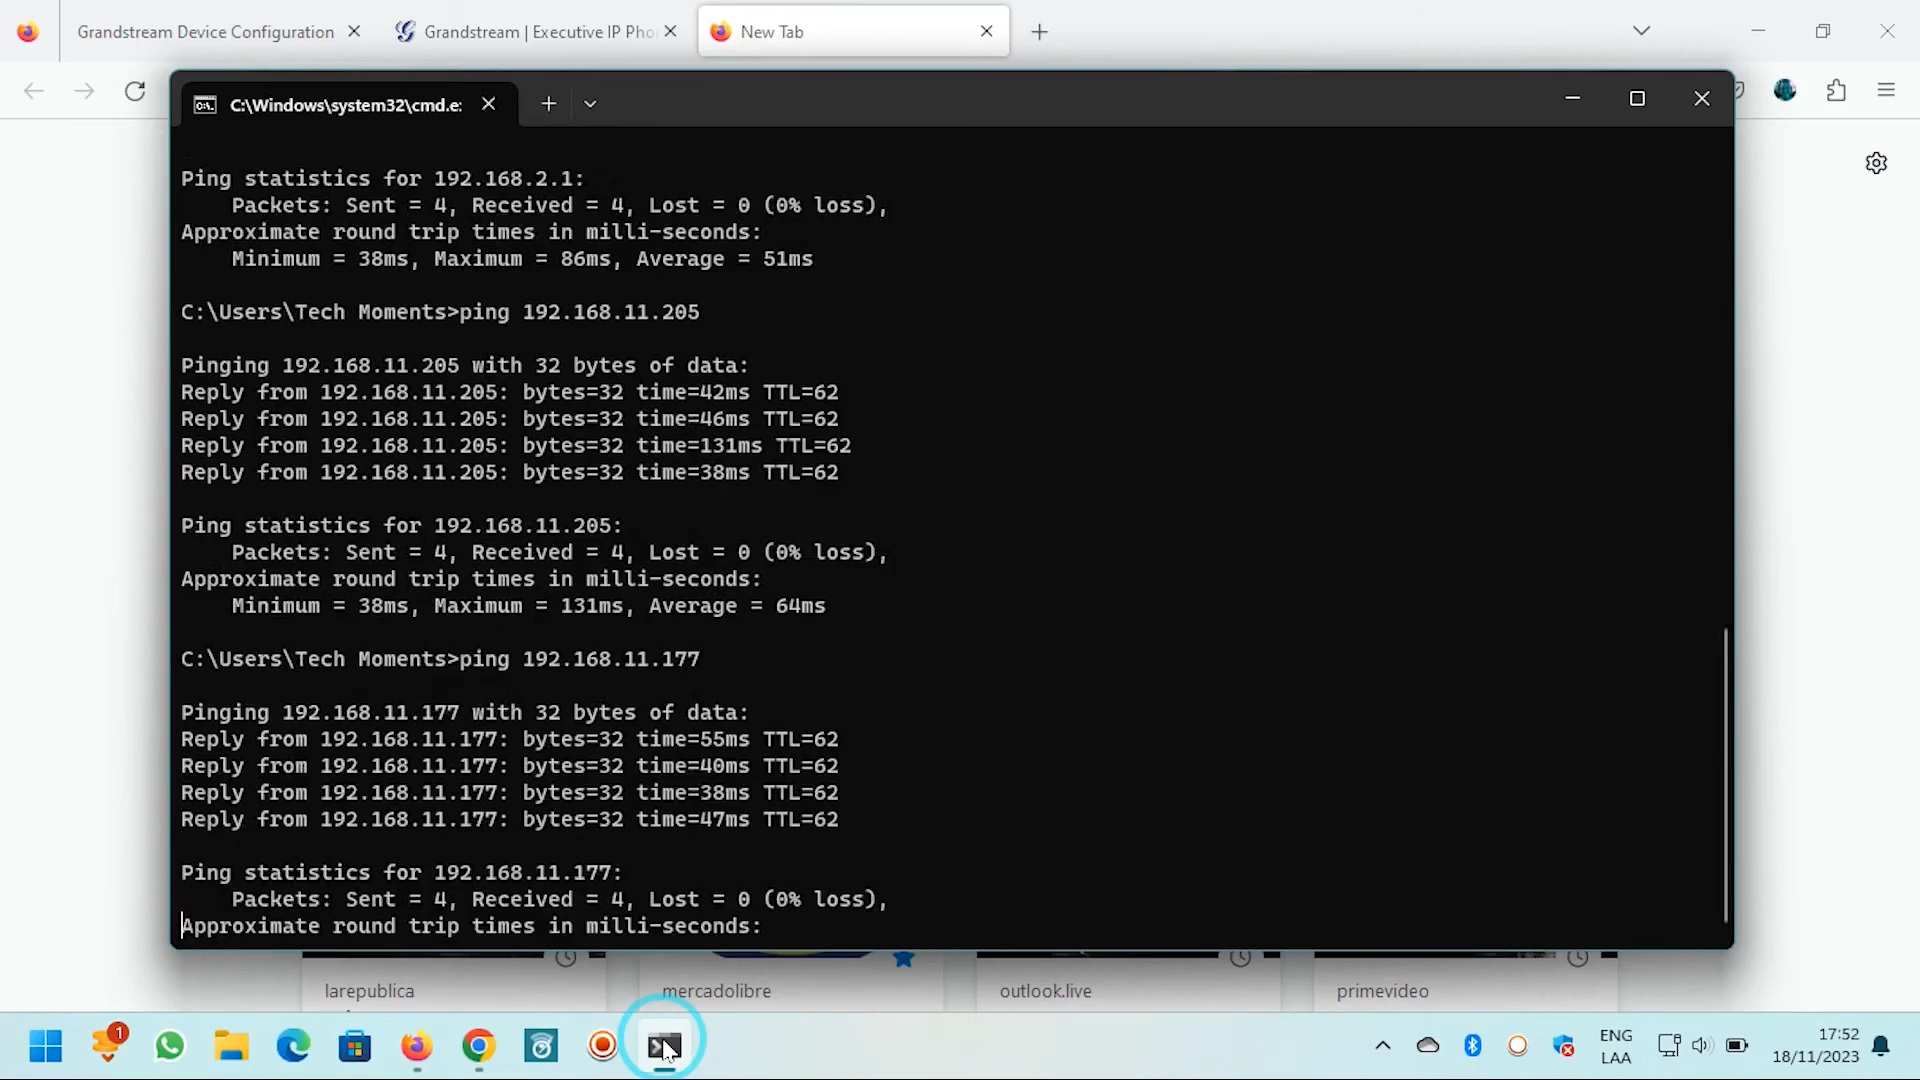 Grandstream Device Configuration
Grandstream | Executive IP Pho
New Tab
C:\Windows\system32\cmd.e:
Ping statistics for 192.168.2.1:
Packets: Sent = 4, Received = 4, Lost = 0 (0% loss),
Approximate round trip times in milli-seconds:
Minimum = 38ms, Maximum = 86ms, Average = 51ms
C:\Users\Tech Moments>ping 192.168.11.205
Pinging 192.168.11.205 with 32 bytes of data:
Reply from 192.168.11.205: bytes=32 time=42ms TTL=62
Reply from 192.168.11.205: bytes=32 time=46ms TTL=62
Reply from 192.168.11.205: bytes=32 time=131ms TTL=62
Reply from 192.168.11.205: bytes=32 time=38ms TTL=62
Ping statistics for 192.168.11.205:
Packets: Sent = 4, Received = 4, Lost = 0 (0% loss),
Approximate round trip times in milli-seconds:
Minimum = 38ms, Maximum = 131ms, Average = 64ms
C:\Users\Tech Moments>ping 192.168.11.177
Pinging 192.168.11.177 with 32 bytes of data:
Reply from 192.168.11.177: bytes=32 time=55ms TTL=62
Reply from 192.168.11.177: bytes=32 time=40ms TTL=62
Reply from 192.168.11.177: bytes=32 time=38ms TTL=62
Reply from 192.168.11.177: bytes=32 time=47ms TTL=62
Ping statistics for 192.168.11.177:
Packets: Sent = 4, Received = 4, Lost = 0 (0% loss),
Approximate round trip times in milli-seconds:
larepublica
mercadolibre
outlook.live
primevideo
1
ENG
LAA
17:52
18/11/2023